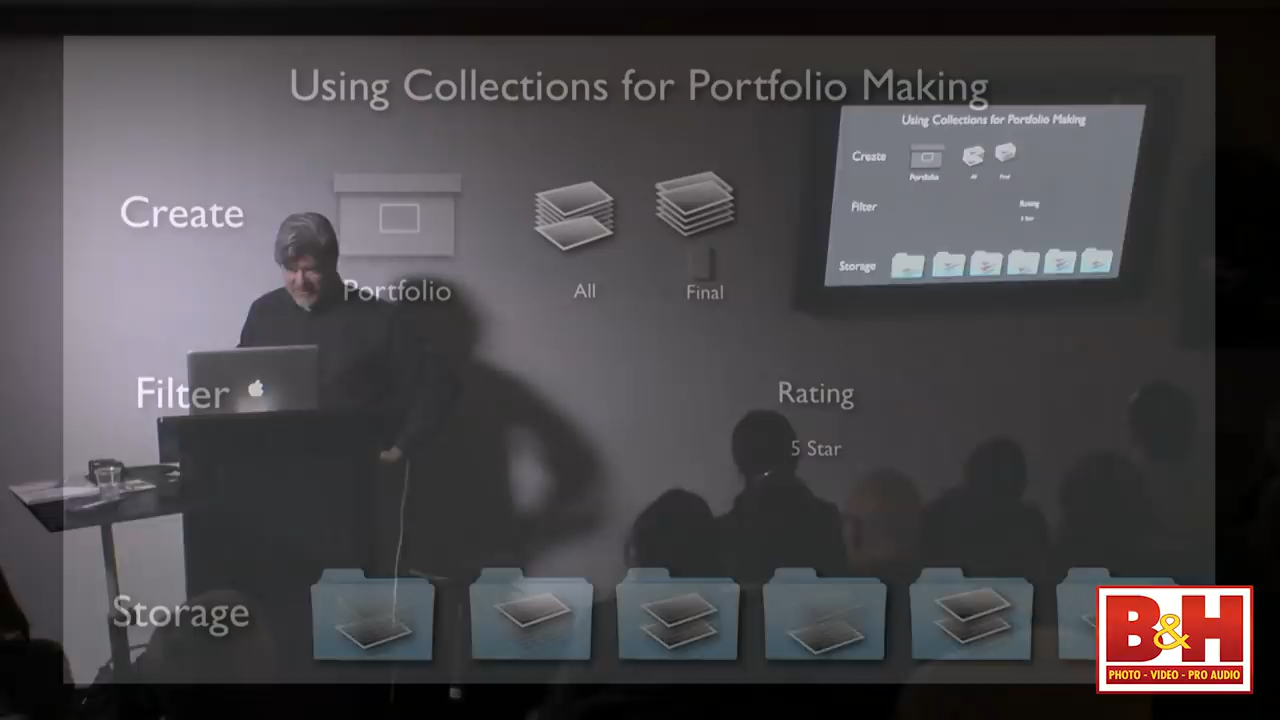 Using Collections for Portfolio Making
Create
Portfolio
All
Final
Filter
Rating
5 Star
Storage
Using Collections for Portfolio Making
Create
Portfolio
All
Final
Filter
Rating
5 Star
Storage
B&H
PHOTO - VIDEO - PRO AUDIO